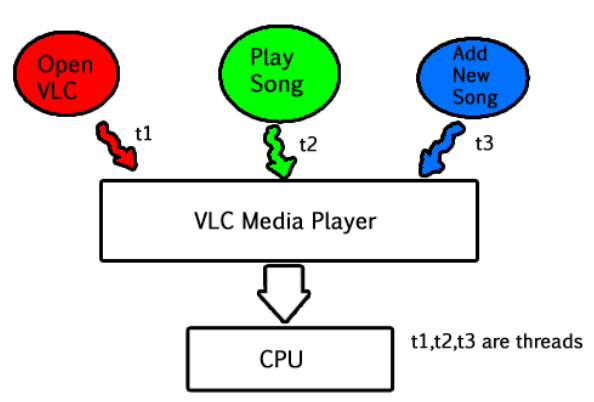 Open
VLC
Play
Song
Add
New
Song
t1
t2
t3
VLC Media Player
CPU
t1,t2,t3 are threads